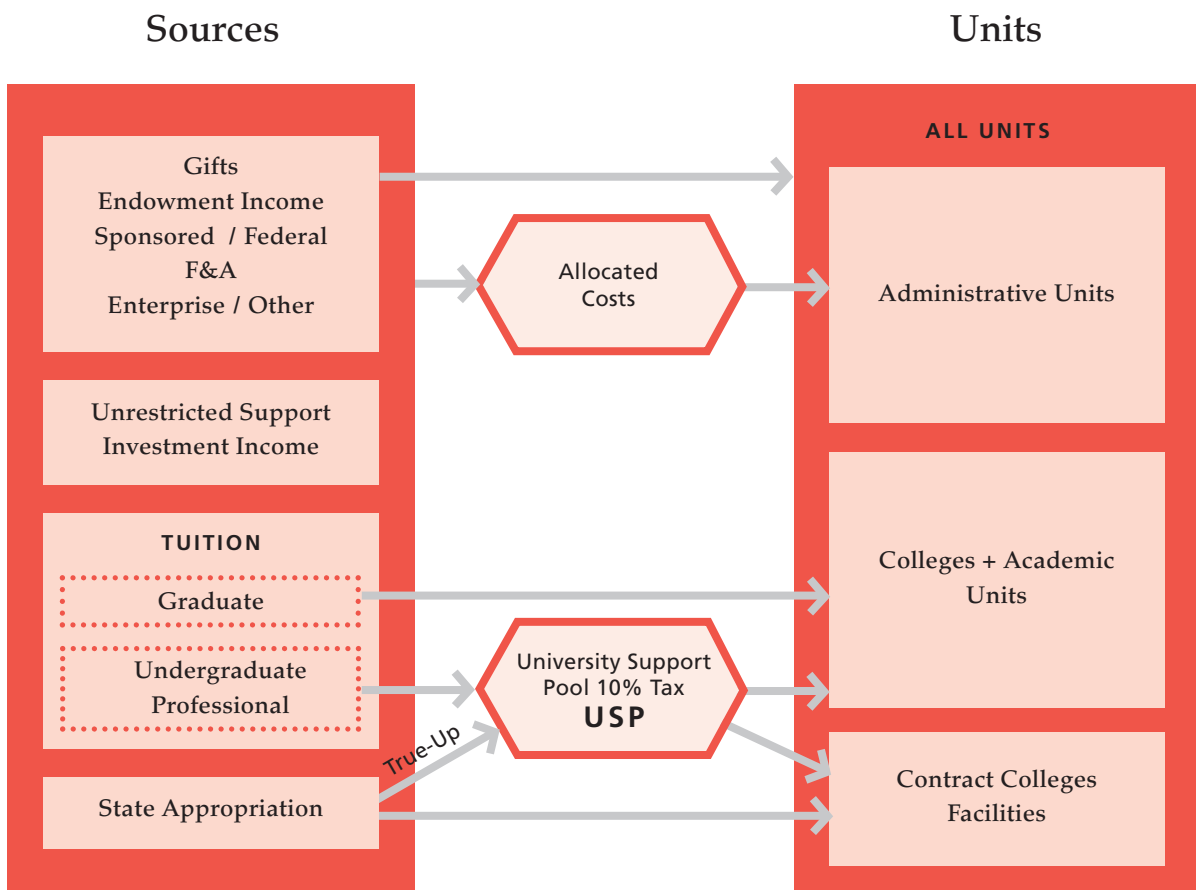 Sources
Units
Gifts
Endowment Income
Sponsored / Federal
F&A
Enterprise / Other
Unrestricted Support
Investment Income
TUITION
Graduate
Undergraduate
Professional
State Appropriation
Allocated
Costs
University Support
Pool 10% Tax
USP
True-Up
ALL UNITS
Administrative Units
Colleges + Academic
Units
Contract Colleges
Facilities